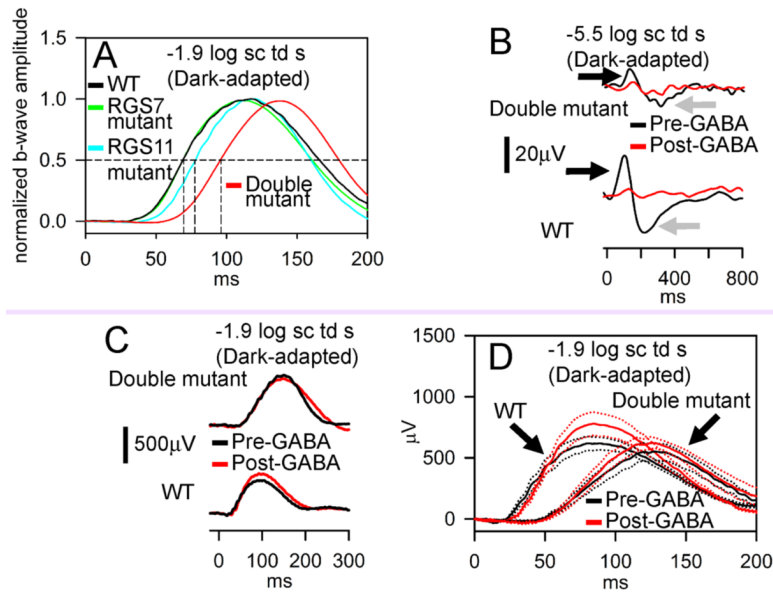 A
-1.9 log sc td s
(Dark-adapted)
normalized b-wave amplitude
1.5
1.0
0.5
0.0
WT
RGS7
mutant
RGS11
mutant
Double
mutant
0 50 100 150 200
ms
B
-5.5 log sc td s
(Dark-adapted)
Double mutant
Pre-GABA
Post-GABA
20µV
WT
0 400 800
ms
C
-1.9 log sc td s
(Dark-adapted)
Double mutant
500µV
Pre-GABA
Post-GABA
WT
0 100 200 300
ms
D
-1.9 log sc td s
(Dark-adapted)
µV
1500
1000
500
0
WT
Double mutant
Pre-GABA
Post-GABA
0 50 100 150 200
ms